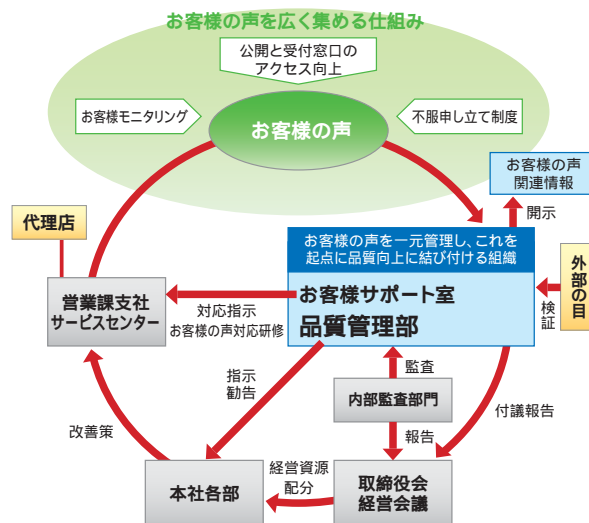 お客様の声を広く集める仕組み
公開と受付窓口の
アクセス向上
お客様モニタリング
お客様の声
不服申し立て制度
お客様の声
関連情報
開示
代理店
お客様の声を一元管理し、これを
起点に品質向上に結び付ける組織
お客様サポート室
品質管理部
外部の目
検証
営業課支社
サービスセンター
対応指示
お客様の声対応研修
指示
勧告
監査
内部監査部門
報告
付議報告
改善策
本社各部
経営資源
配分
取締役会
経営会議